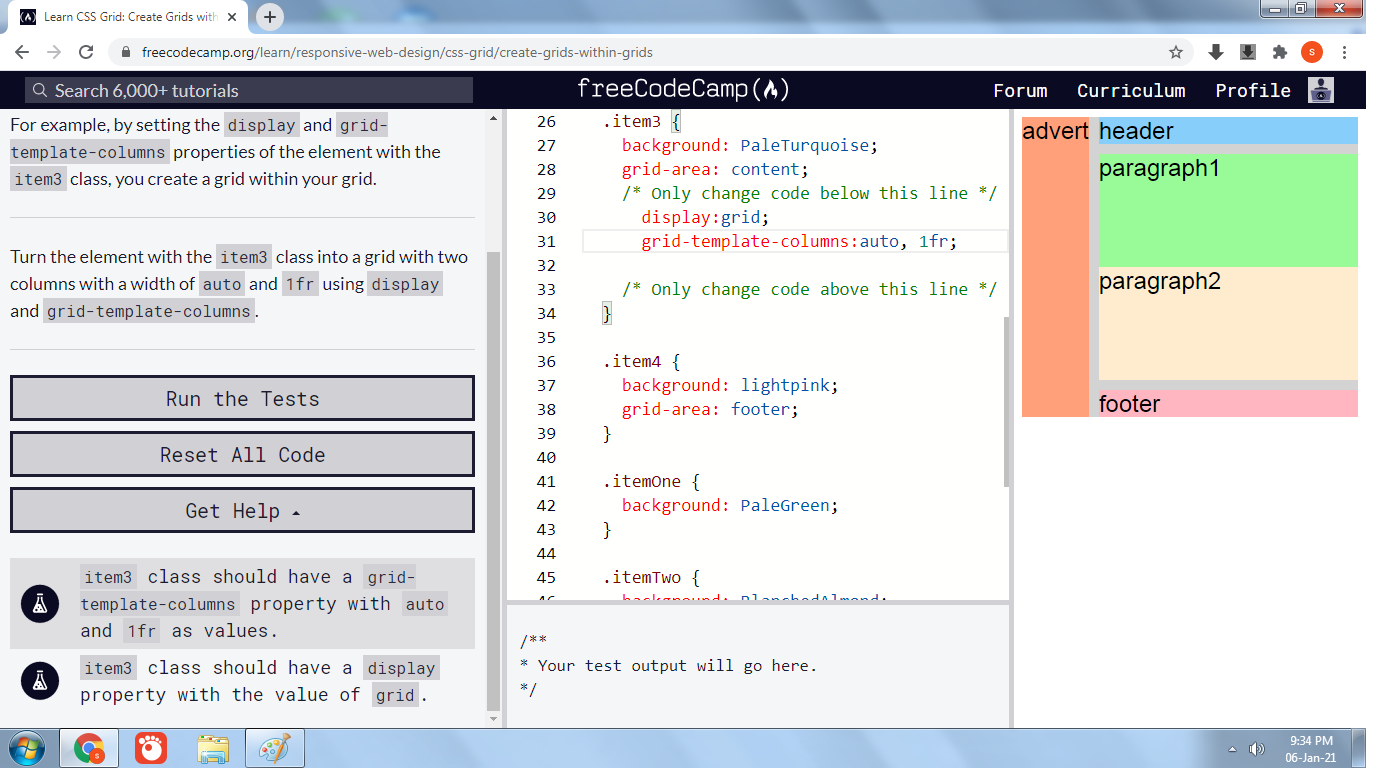 Learn CSS Grid: Create Grids with
freecodecamp.org/learn/responsive-web-design/css-grid/create-grids-within-grids
S
Search 6,000+ tutorials
freeCodeCamp
Forum Curriculum Profile
For example, by setting the display and grid-
template-columns properties of the element with the
item3 class, you create a grid within your grid.
Turn the element with the item3 class into a grid with two
columns with a width of auto and 1fr using display
and grid-template-columns.
Run the Tests
Reset All Code
Get Help
item3 class should have a grid-
template-columns property with auto
and 1fr as values.
item3 class should have a display
property with the value of grid.
26 .item3 {
27 background: PaleTurquoise;
28 grid-area: content;
29 /* Only change code below this line */
30 display:grid;
31 grid-template-columns:auto, 1fr;
32
33 /* Only change code above this line */
34 }
35
36 .item4 {
37 background: lightpink;
38 grid-area: footer;
39 }
40
41 .itemOne {
42 background: PaleGreen;
43 }
44
45 .itemTwo {
46 background: BlanchedAlmond;
/**
* Your test output will go here.
*/
advert
header
paragraph1
paragraph2
footer
9:34 PM
06-Jan-21